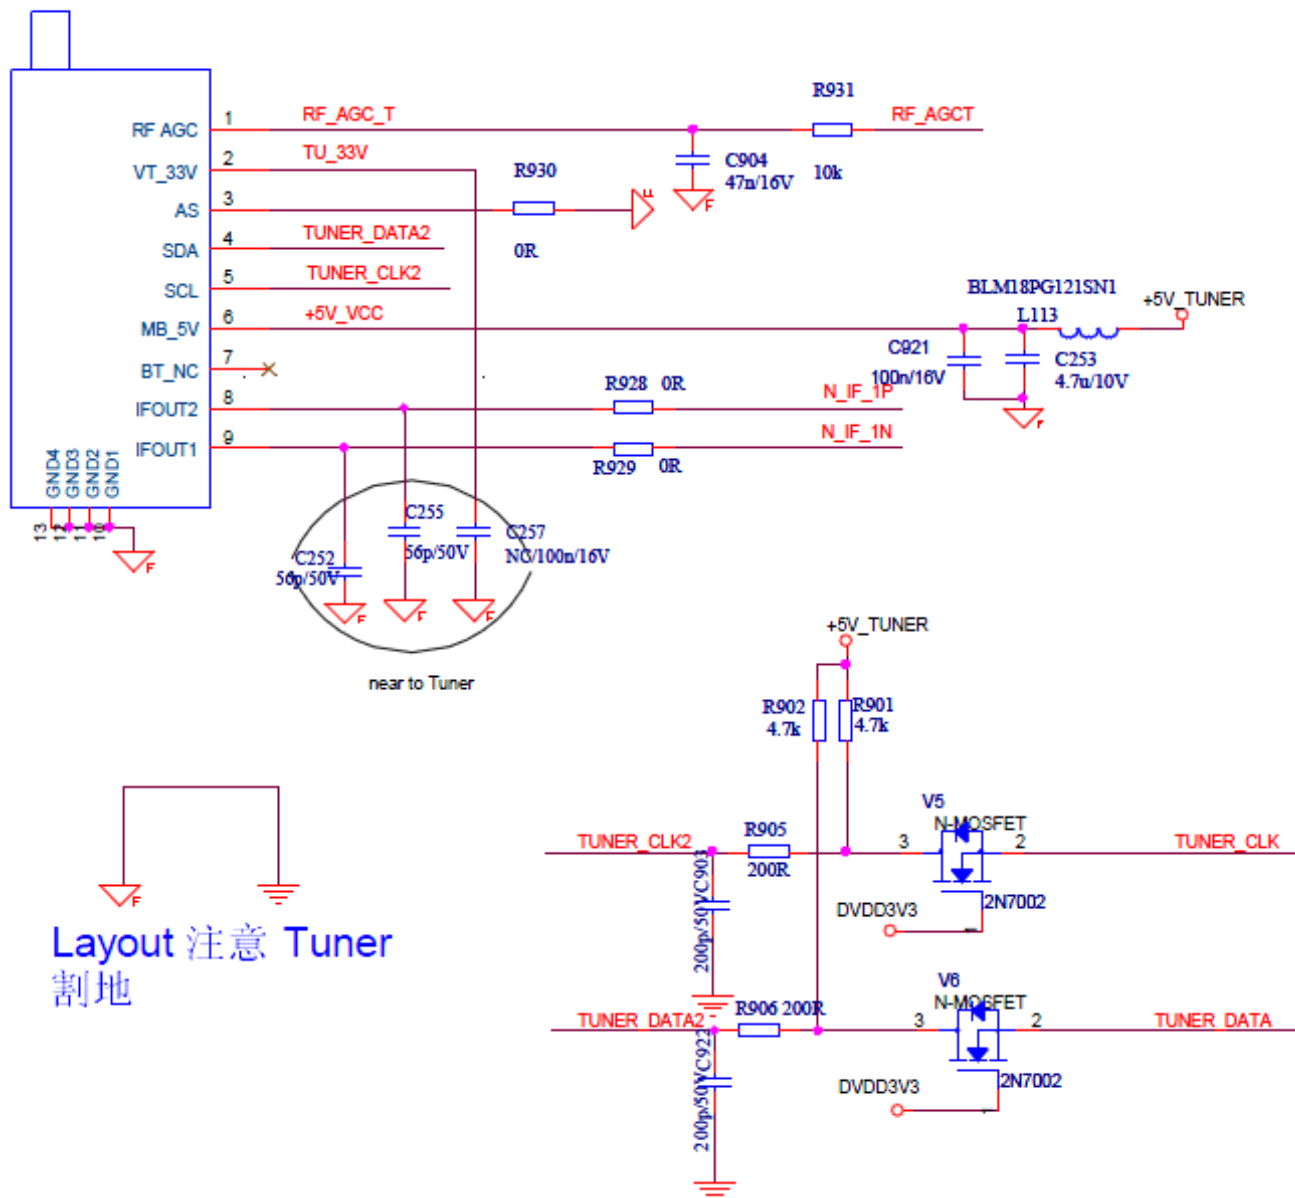 R931
RF AGC 1 RF_AGC_T RF_AGCT
C904
47n/16V 10k
VT_33V 2 TU_33V
R930
AS 3
0R
F
F
SDA 4 TUNER_DATA2
SCL 5 TUNER_CLK2
BLM18PG121SN1
+5V_TUNER
MB_5V 6 +5V_VCC
L113
C921
100n/16V
C253
4.7u/10V
F
BT_NC 7
IFOUT2 8 R928 0R N_IF_1P
IFOUT1 9 R929 0R N_IF_1N
GND4
GND3
GND2
GND1
13
12
11
10
F
C255
56p/50V
C257
NC/100n/16V
C252
56p/50V
F
F
F
near to Tuner
+5V_TUNER
R902
4.7k
R901
4.7k
V5
N-MOSFET
TUNER_CLK2 R905 3 2 TUNER_CLK
200R
200p/50V C903
2N7002
DVDD3V3
F
Layout 注意 Tuner
割地
V6
N-MOSFET
TUNER_DATA2 R906 200R 3 2 TUNER_DATA
200p/50V C922
2N7002
DVDD3V3